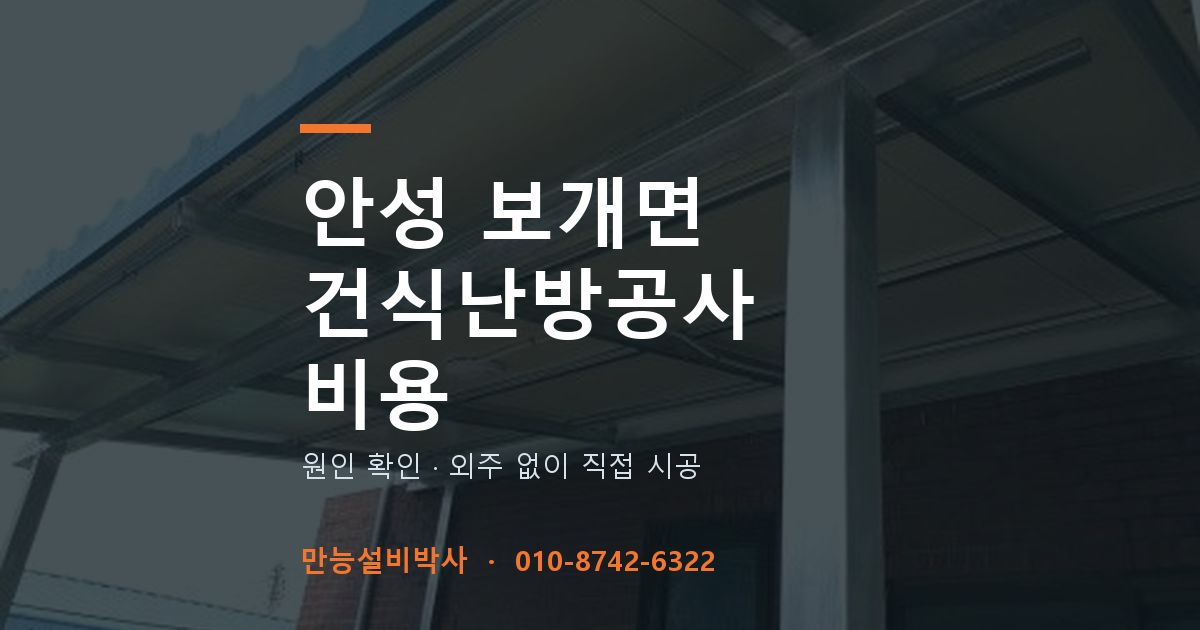 안성 보개면
건식난방공사
비용
원인 확인 · 외주 없이 직접 시공
만능설비박사 · 010-8742-6322